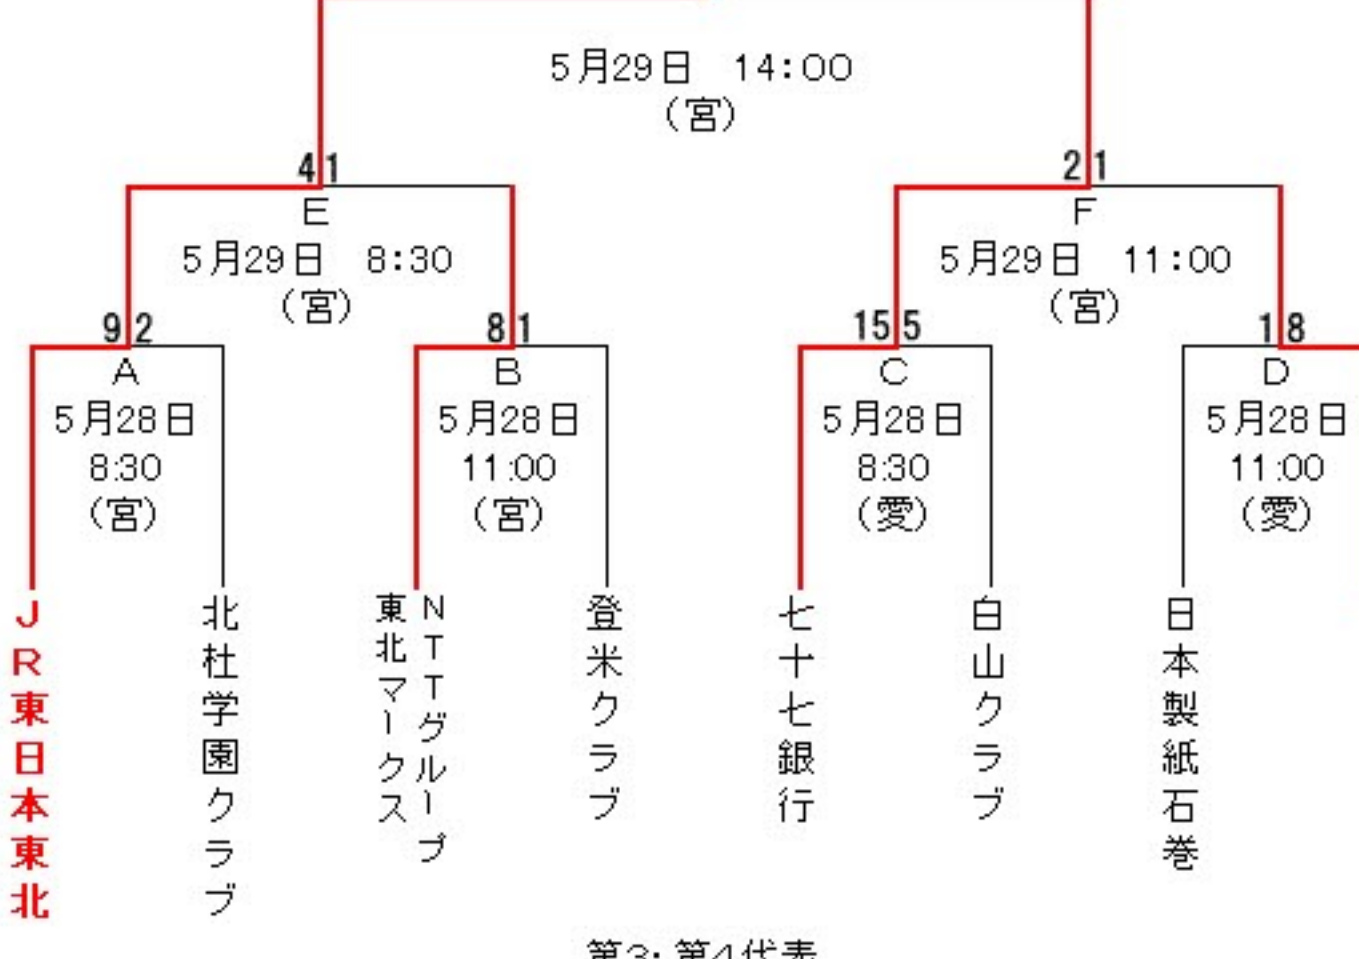 5月29日 14:00
(宮)
4 1
2 1
E
F
5月29日 8:30
5月29日 11:00
(宮)
(宮)
9 2
8 1
15 5
1 8
A
B
C
D
5月28日
5月28日
5月28日
5月28日
8:30
11:00
8:30
11:00
(宮)
(宮)
(愛)
(愛)
JR東日本東北
北杜学園クラブ
NTTグループ
東北マークス
登米クラブ
七十七銀行
白山クラブ
日本製紙石巻
第3・第4代表